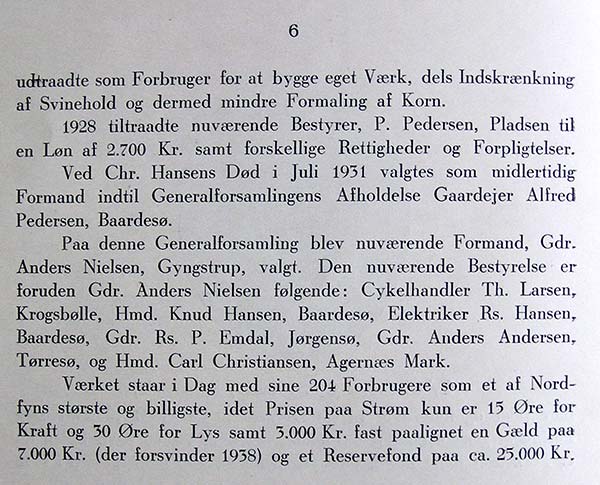 6
udtraadte som Forbruger for at bygge eget Værk, dels Indskrænkning
af Svinehold og dermed mindre Formaling af Korn.
1928 tiltraadte nuværende Bestyrer, P. Pedersen, Pladsen til
en Løn af 2.700 Kr. samt forskellige Rettigheder og Forpligtelser.
Ved Chr. Hansens Død i Juli 1931 valgtes som midlertidig
Formand indtil Generalforsamlingens Afholdelse Gaardejer Alfred
Pedersen, Baardesø.
Paa denne Generalforsamling blev nuværende Formand, Gdr.
Anders Nielsen, Gyngstrup, valgt. Den nuværende Bestyrelse er
foruden Gdr. Anders Nielsen følgende: Cykelhandler Th. Larsen,
Krogsbølle, Hmd. Knud Hansen, Baardesø, Elektriker Rs. Hansen,
Baardesø, Gdr. Rs. P. Emdal, Jørgensø, Gdr. Anders Andersen,
Tørresø, og Hmd. Carl Christiansen, Agernæs Mark.
Værket staar i Dag med sine 204 Forbrugere som et af Nord-
fyns største og billigste, idet Prisen paa Strøm kun er 15 Øre for
Kraft og 30 Øre for Lys samt 3.000 Kr. fast paalignet en Gæld paa
7.000 Kr. (der forsvinder 1938) og et Reservefond paa ca. 25.000 Kr.